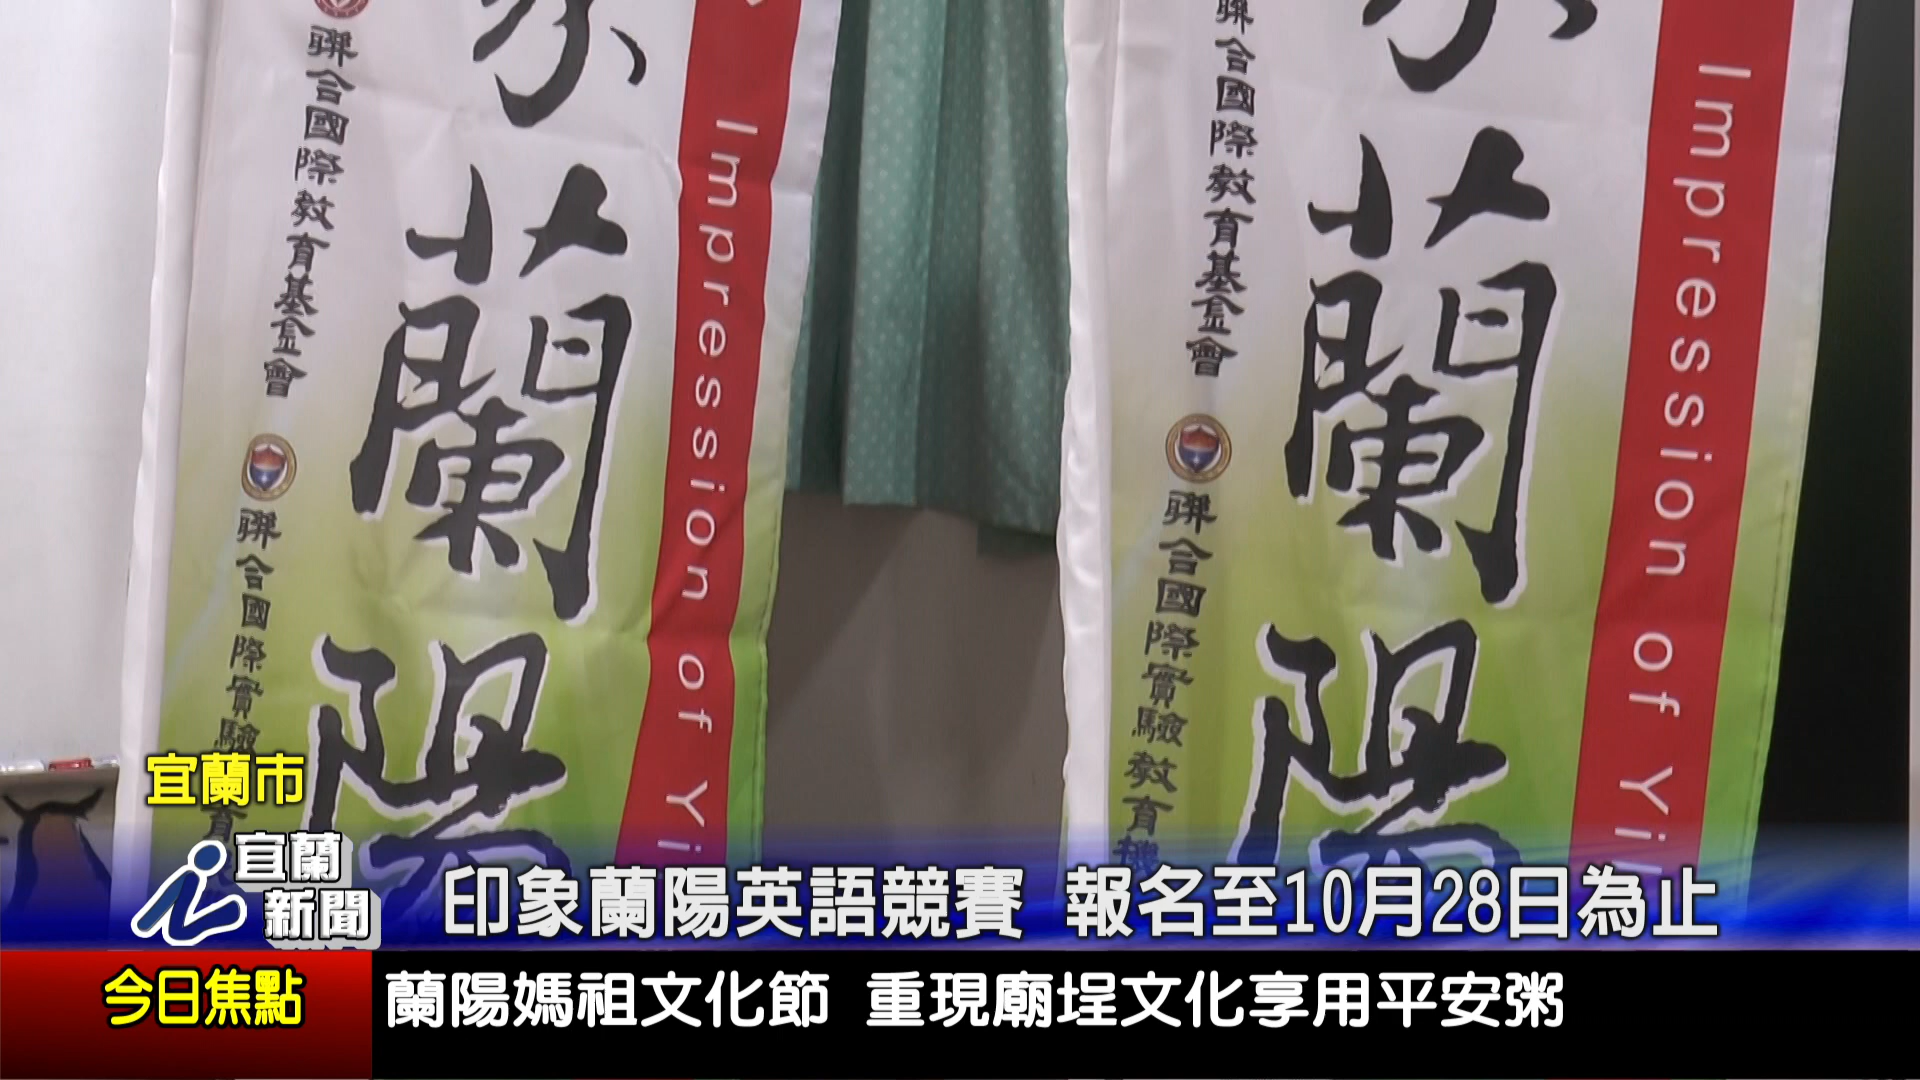 聯合國際教育基金會
聯合國際實驗教育
象蘭陽
Impression of Yi
聯合國際教育基金會
聯合國際實驗教育機
象蘭陽
Impression of Yil
宜蘭市
宜蘭新聞
印象蘭陽英語競賽 報名至10月28日為止
今日焦點
蘭陽媽祖文化節 重現廟埕文化享用平安粥